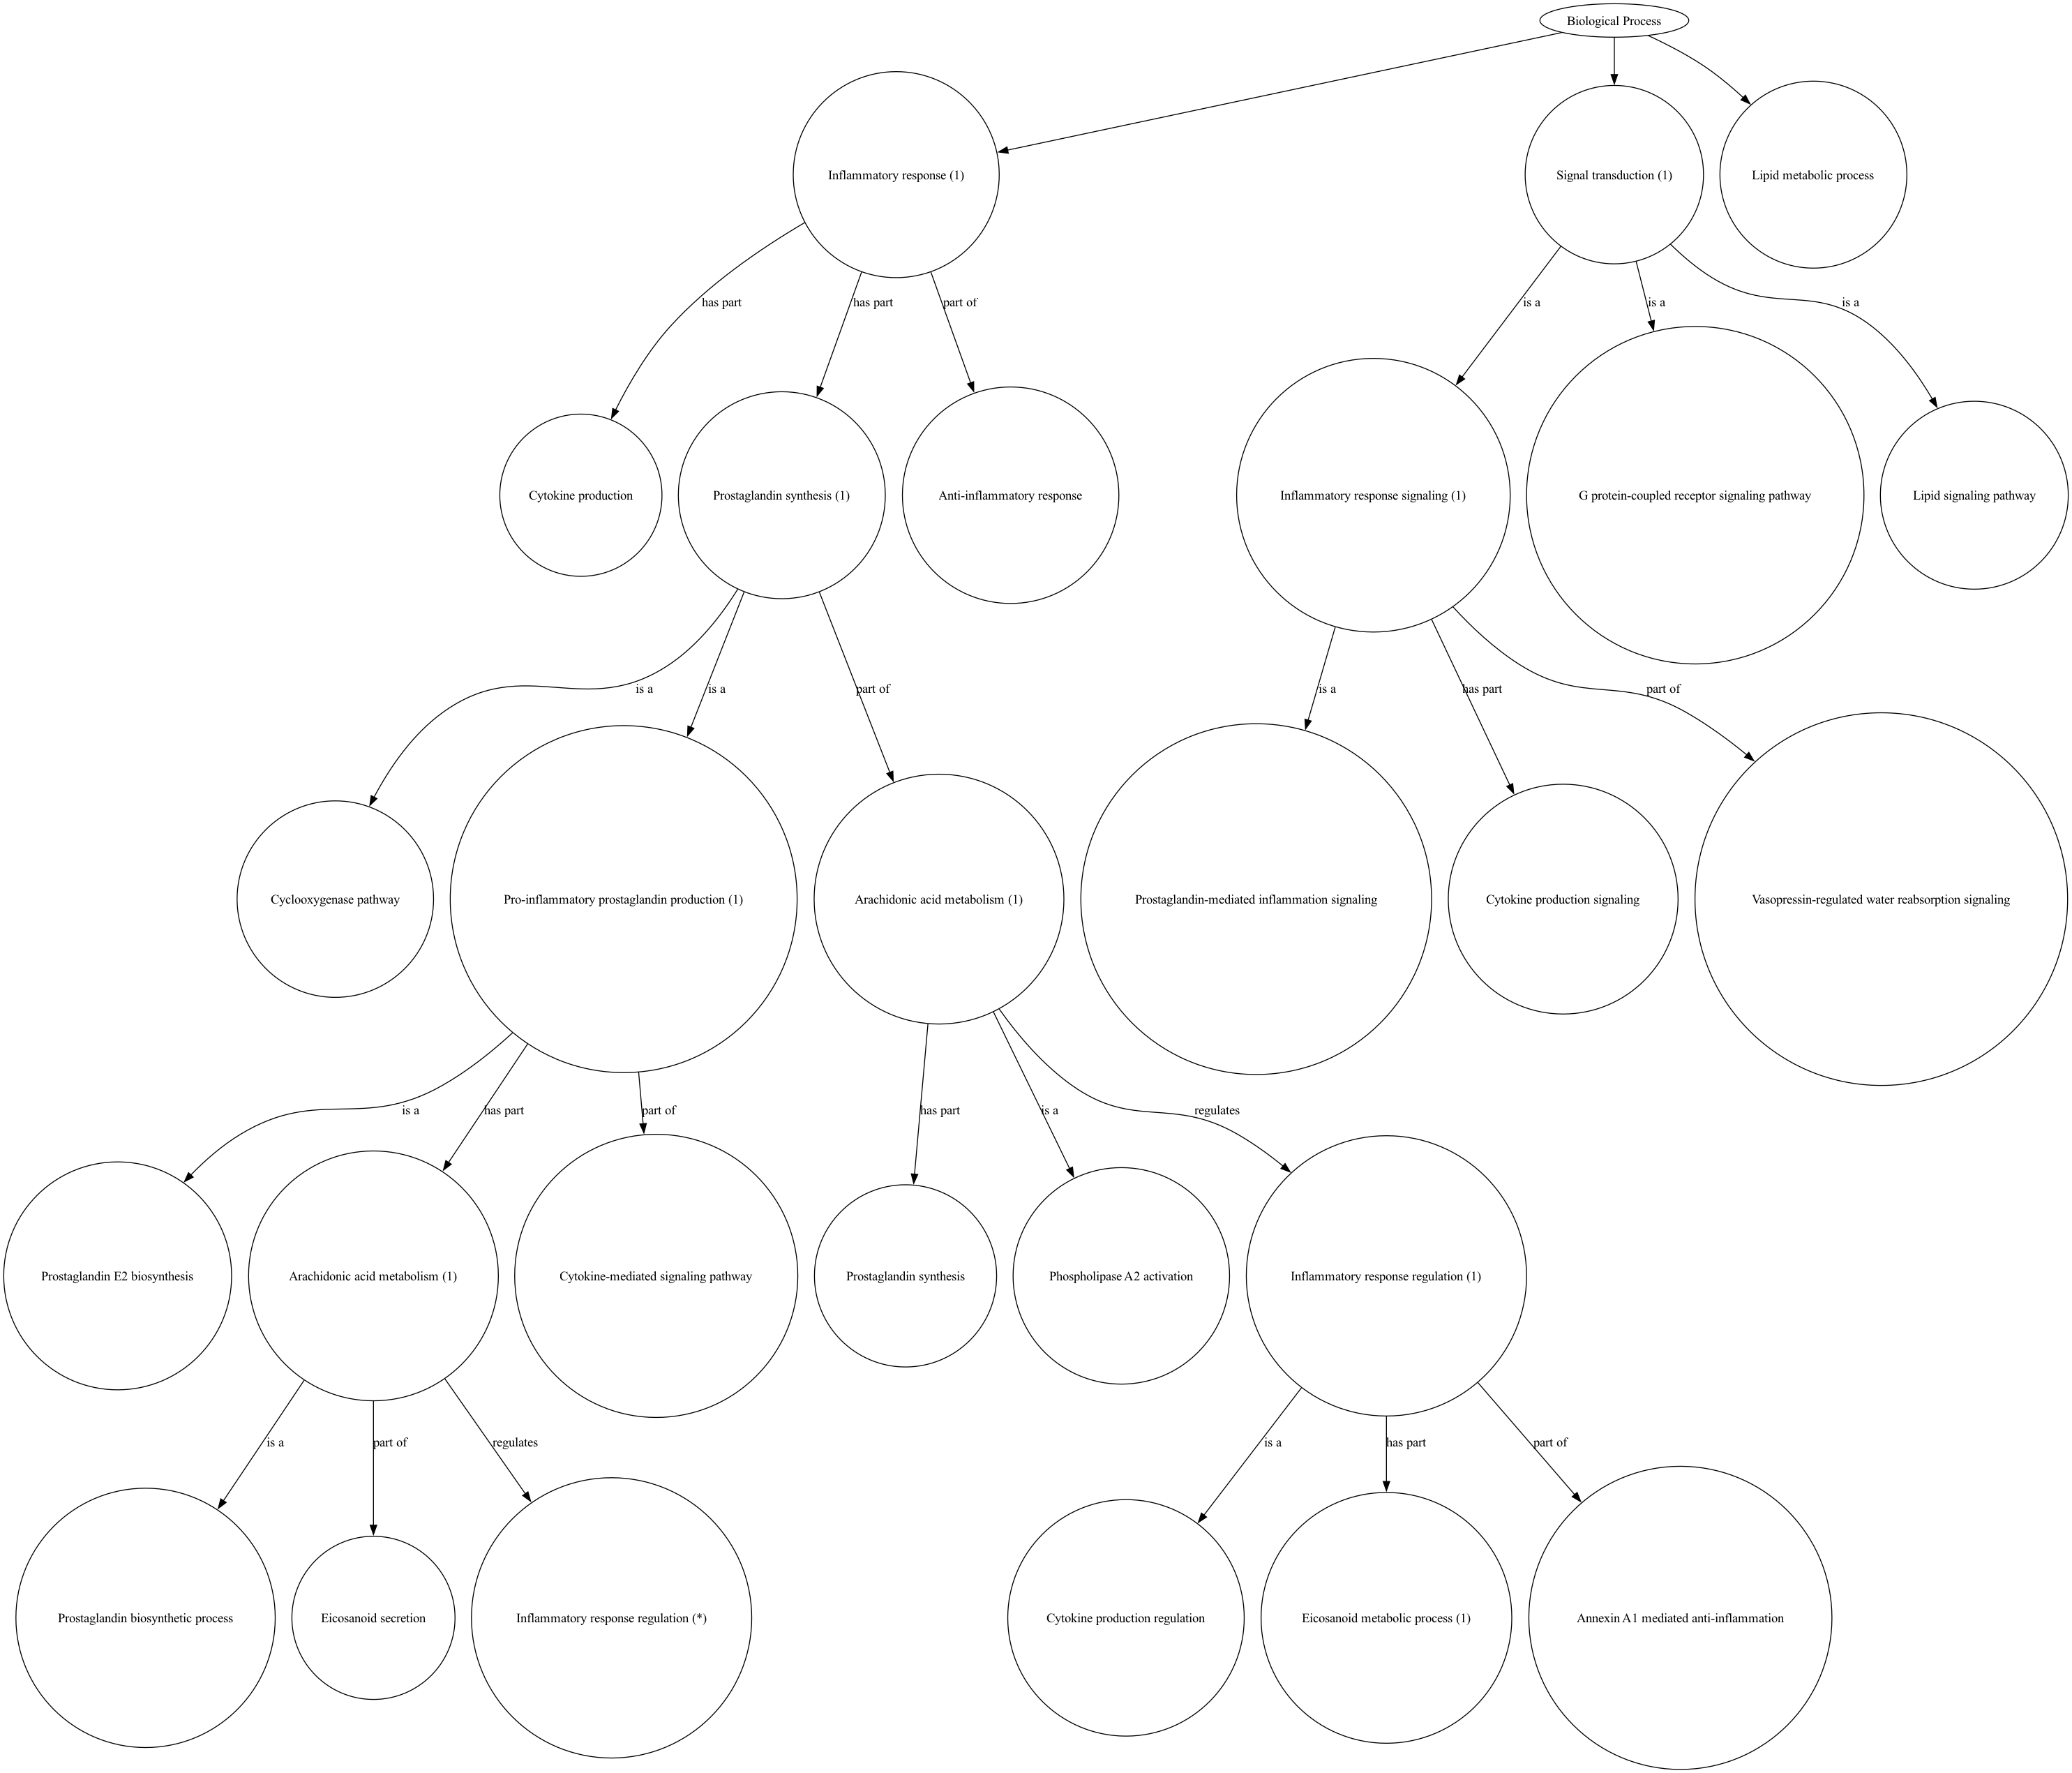 Biological Process
Inflammatory response (1)
Signal transduction (1)
Lipid metabolic process
has part
has part
part of
is a
is a
is a
Cytokine production
Prostaglandin synthesis (1)
Anti-inflammatory response
Inflammatory response signaling (1)
G protein-coupled receptor signaling pathway
Lipid signaling pathway
is a
is a
part of
is a
has part
part of
Cyclooxygenase pathway
Pro-inflammatory prostaglandin production (1)
Arachidonic acid metabolism (1)
Prostaglandin-mediated inflammation signaling
Cytokine production signaling
Vasopressin-regulated water reabsorption signaling
is a
has part
part of
has part
is a
regulates
Prostaglandin E2 biosynthesis
Arachidonic acid metabolism (1)
Cytokine-mediated signaling pathway
Prostaglandin synthesis
Phospholipase A2 activation
Inflammatory response regulation (1)
is a
part of
regulates
is a
has part
part of
Prostaglandin biosynthetic process
Eicosanoid secretion
Inflammatory response regulation (*)
Cytokine production regulation
Eicosanoid metabolic process (1)
Annexin A1 mediated anti-inflammation